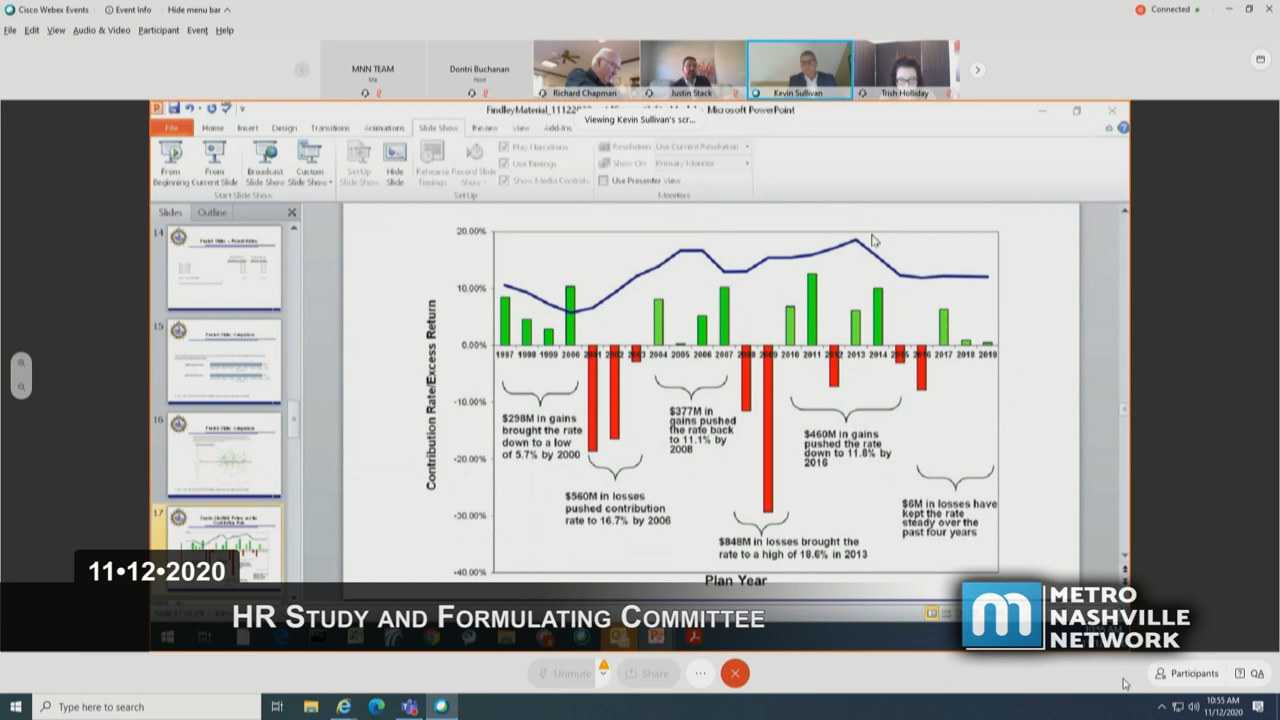 Cisco Webex Events
Event Info
Hide menu bar
Connected
File Edit View Audio & Video Participant Event Help
MNN TEAM
Me
Dontri Buchanan
Host
Richard Chapman
Justin Stack
Kevin Sullivan
Trish Holliday
Microsoft PowerPoint
Viewing Kevin Sullivan's scr...
File Home Insert Design Transitions Animations Slide Show Review View Add-Ins
From Beginning
From Current Slide
Broadcast Slide Show
Custom Slide Show
Set Up Slide Show
Hide Slide
Rehearse Timings
Record Slide Show
Play Narrations
Use Timings
Show Media Controls
Resolution: Use Current Resolution
Show On: Primary Monitor
Use Presenter View
Start Slide Show
Set Up
Monitors
Slides Outline
14
15
16
17
20.00%
10.00%
0.00%
-10.00%
-20.00%
-30.00%
-40.00%
Contribution Rate/Excess Return
1997 1998 1999 2000 2001 2002 2003 2004 2005 2006 2007 2008 2009 2010 2011 2012 2013 2014 2015 2016 2017 2018 2019
$298M in gains
brought the rate
down to a low
of 5.7% by 2000
$560M in losses
pushed contribution
rate to 16.7% by 2006
$377M in
gains pushed
the rate back
to 11.1% by
2008
$848M in losses brought the
rate to a high of 18.6% in 2013
$460M in gains
pushed the rate
down to 11.8% by
2016
$6M in losses have
kept the rate
steady over the
past four years
Plan Year
11•12•2020
HR Study and Formulating Committee
METRO
NASHVILLE
NETWORK
Unmute
Share
Participants
Q&A
Type here to search
10:55 AM
11/12/2020